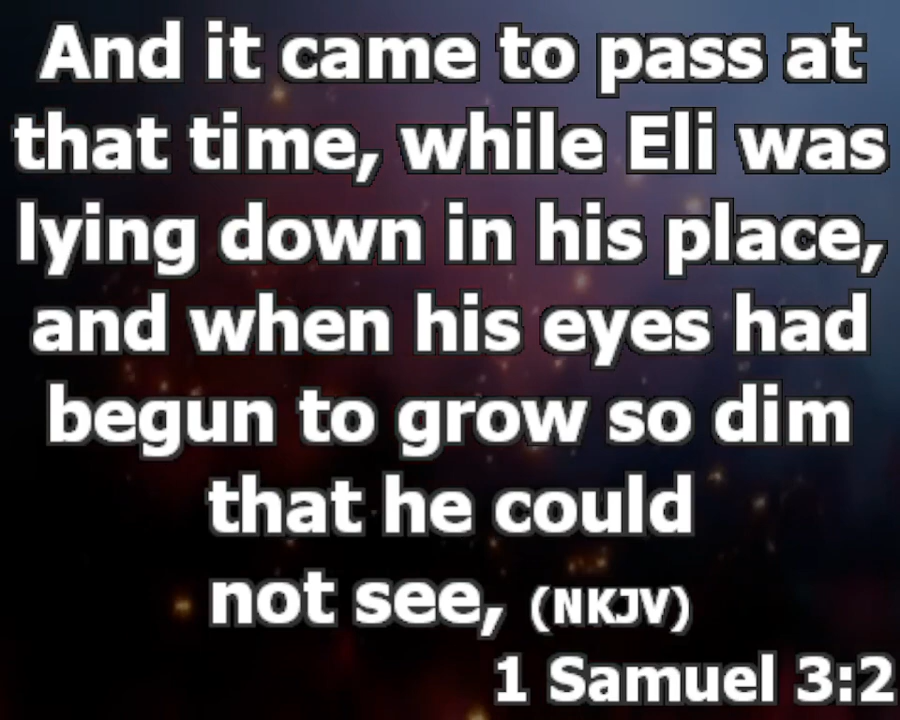 And it came to pass at
that time, while Eli was
lying down in his place,
and when his eyes had
begun to grow so dim
that he could
not see, (NKJV)
1 Samuel 3:2